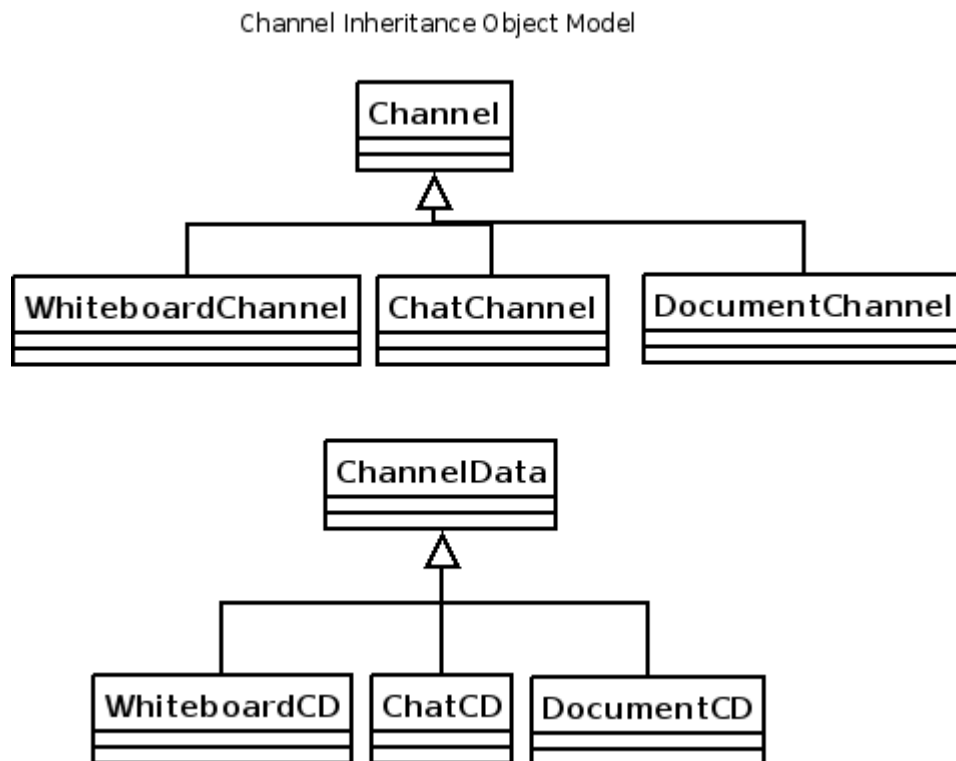 Channel Inheritance Object Model
Channel
WhiteboardChannel
ChatChannel
DocumentChannel
ChannelData
WhiteboardCD
ChatCD
DocumentCD